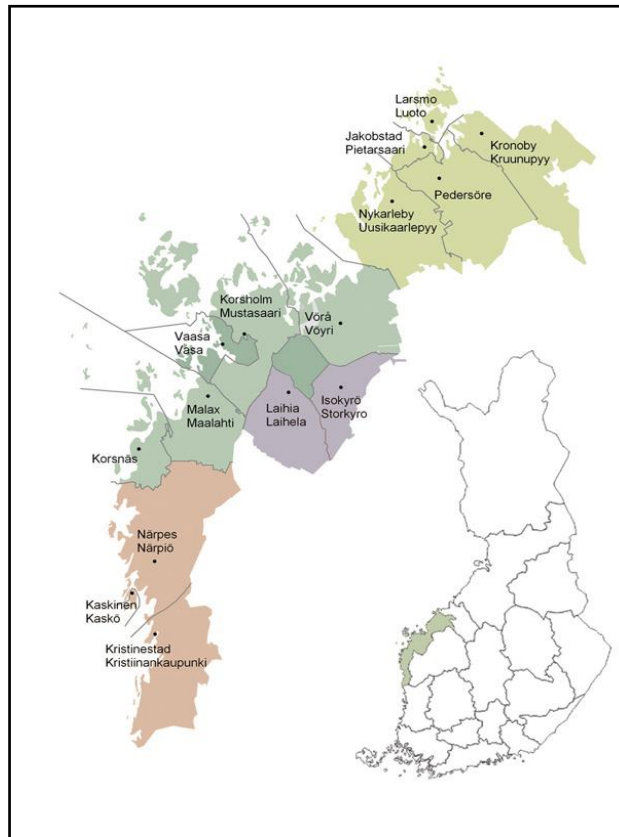 Larsmo
Luoto
Jakobstad
Pietarsaari
Kronoby
Kruunupyy
Pedersöre
Nykarleby
Uusikaarlepyy
Korsholm
Mustasaari
Vörå
Vöyri
Vaasa
Vasa
Isokyrö
Storkyro
Laihia
Laihela
Malax
Maalahti
Korsnäs
Närpes
Närpiö
Kaskinen
Kaskö
Kristinestad
Kristiinankaupunki